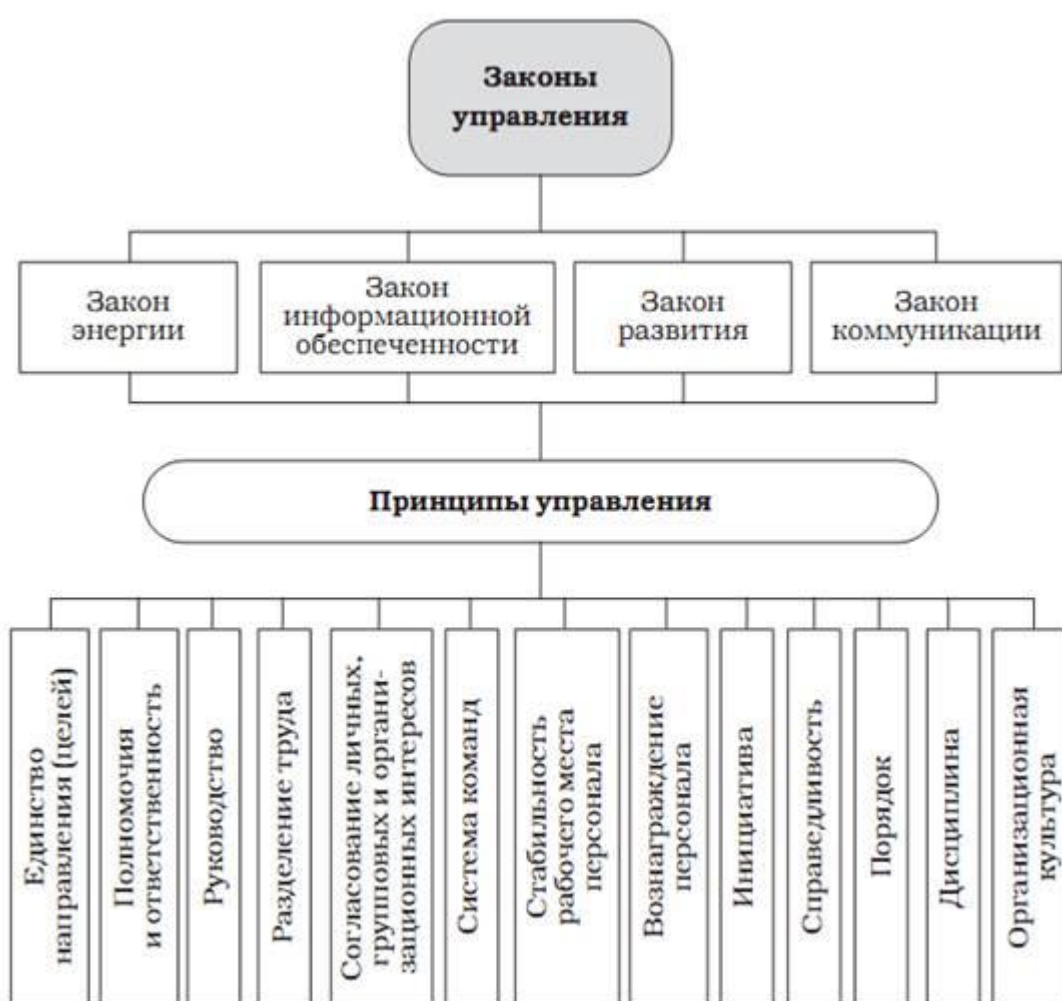 Законы
управления
Закон
энергии
Закон
информационной
обеспеченности
Закон
развития
Закон
коммуникации
Принципы управления
Единство
направления (целей)
Полномочия
и ответственность
Руководство
Разделение труда
Согласование личных,
групповых и органи-
зационных интересов
Система команд
Стабильность
рабочего места
персонала
Вознаграждение
персонала
Инициатива
Справедливость
Порядок
Дисциплина
Организационная
культура